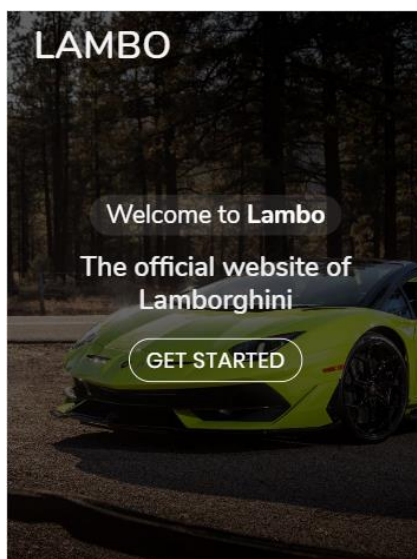 LAMBO
Welcome to Lambo
The official website of
Lamborghini
GET STARTED